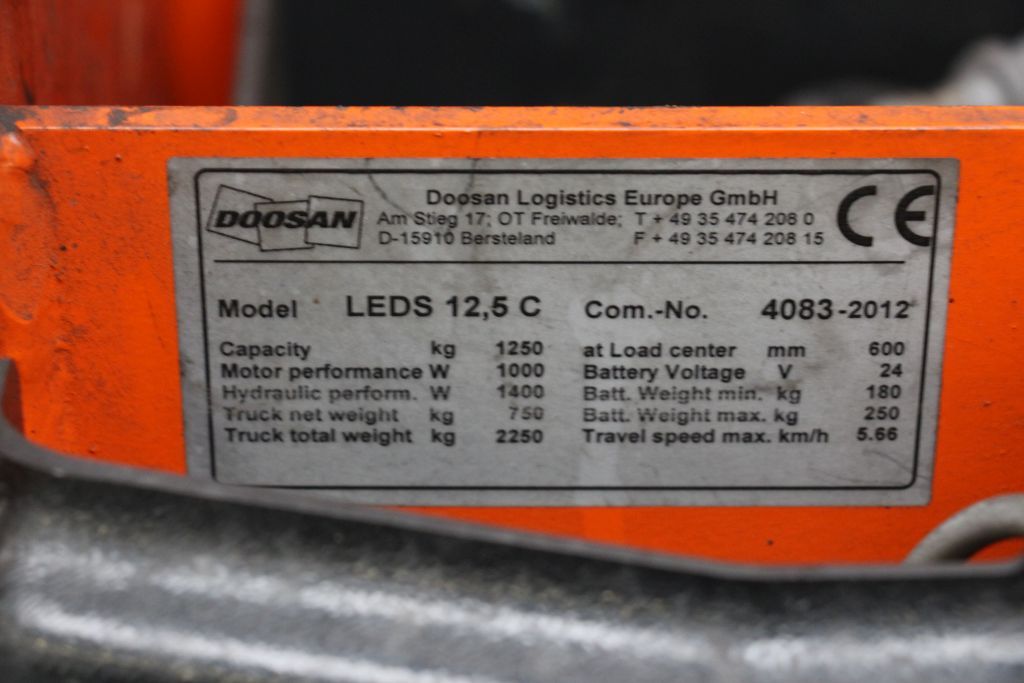 DOOSAN
Doosan Logistics Europe GmbH
Am Stieg 17; OT Freiwalde; T + 49 35 474 208 0
D-15910 Bersteland F + 49 35 474 208 15
CE
Model LEDS 12,5 C Com.-No. 4083-2012
Capacity kg 1250 at Load center mm 600
Motor performance W 1000 Battery Voltage V 24
Hydraulic perform. W 1400 Batt. Weight min. kg 180
Truck net weight kg 750 Batt. Weight max. kg 250
Truck total weight kg 2250 Travel speed max. km/h 5.66